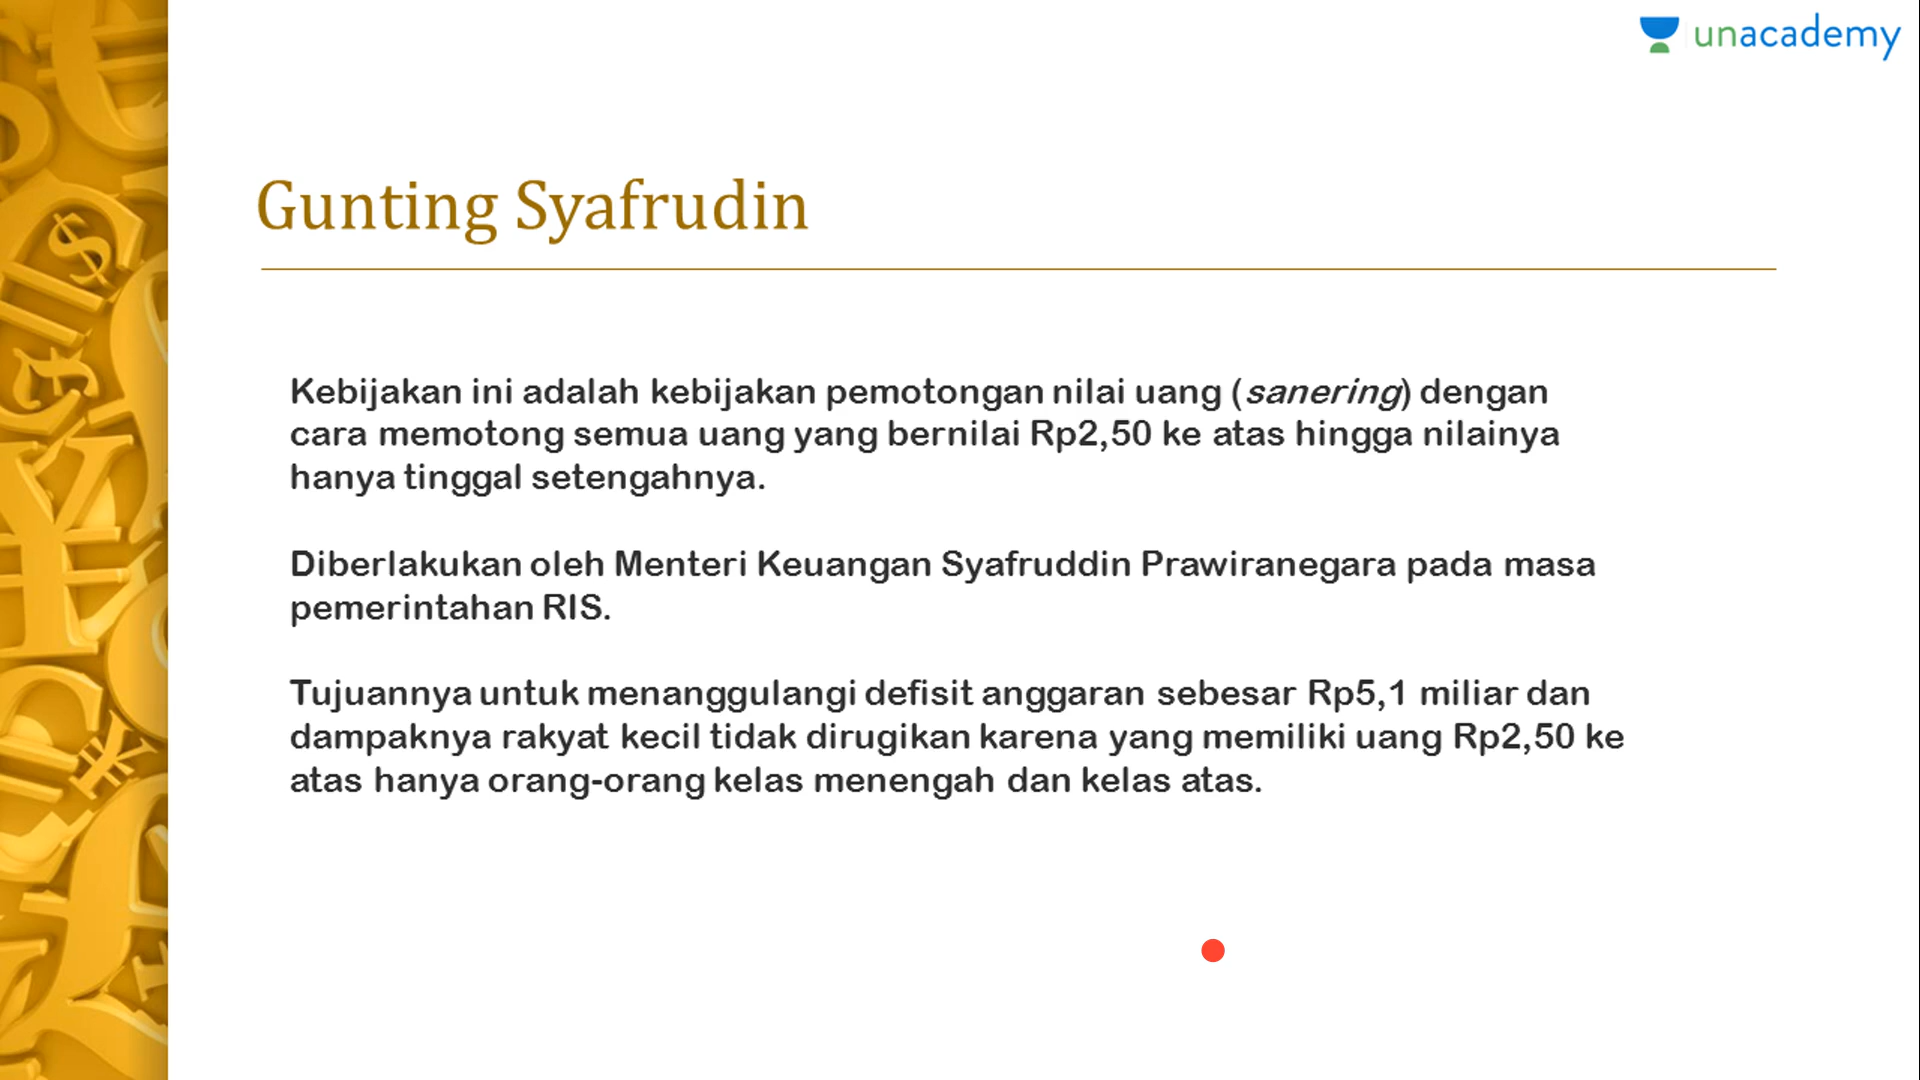 unacademy
Gunting Syafrudin
Kebijakan ini adalah kebijakan pemotongan nilai uang (sanering) dengan
cara memotong semua uang yang bernilai Rp2,50 ke atas hingga nilainya
hanya tinggal setengahnya.
Diberlakukan oleh Menteri Keuangan Syafruddin Prawiranegara pada masa
pemerintahan RIS.
Tujuannya untuk menanggulangi defisit anggaran sebesar Rp5,1 miliar dan
dampaknya rakyat kecil tidak dirugikan karena yang memiliki uang Rp2,50 ke
atas hanya orang-orang kelas menengah dan kelas atas.